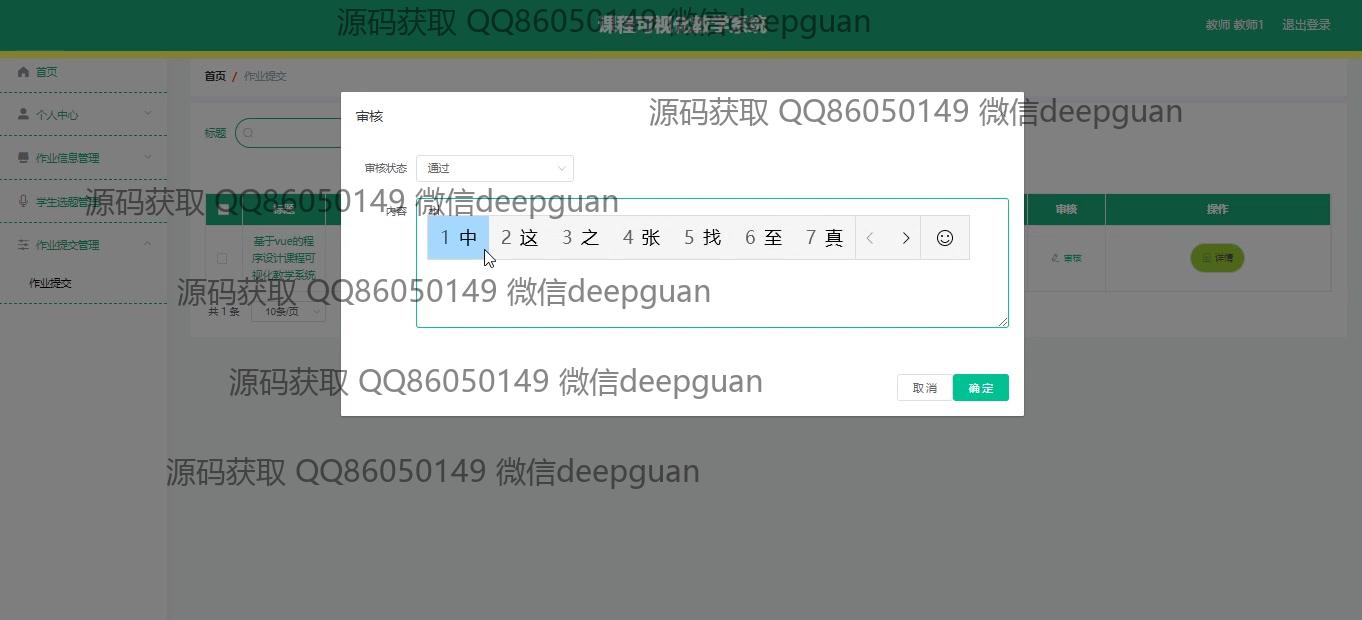 课程可视化教学系统
教师 教师1 退出登录
源码获取 QQ86050149 微信deepguan
首页
首页 / 作业提交
个人中心
审核
源码获取 QQ86050149 微信deepguan
标题
作业信息管理
审核状态 通过
学生选题管理
源码获取 QQ86050149 微信deepguan
标题
内容
审核
操作
1 中 2 这 3 之 4 张 5 找 6 至 7 真
作业提交管理
基于vue的程
序设计课程可
视化教学系统
审核
详情
作业提交
源码获取 QQ86050149 微信deepguan
共 1 条
10条/页
源码获取 QQ86050149 微信deepguan
取消
确定
源码获取 QQ86050149 微信deepguan